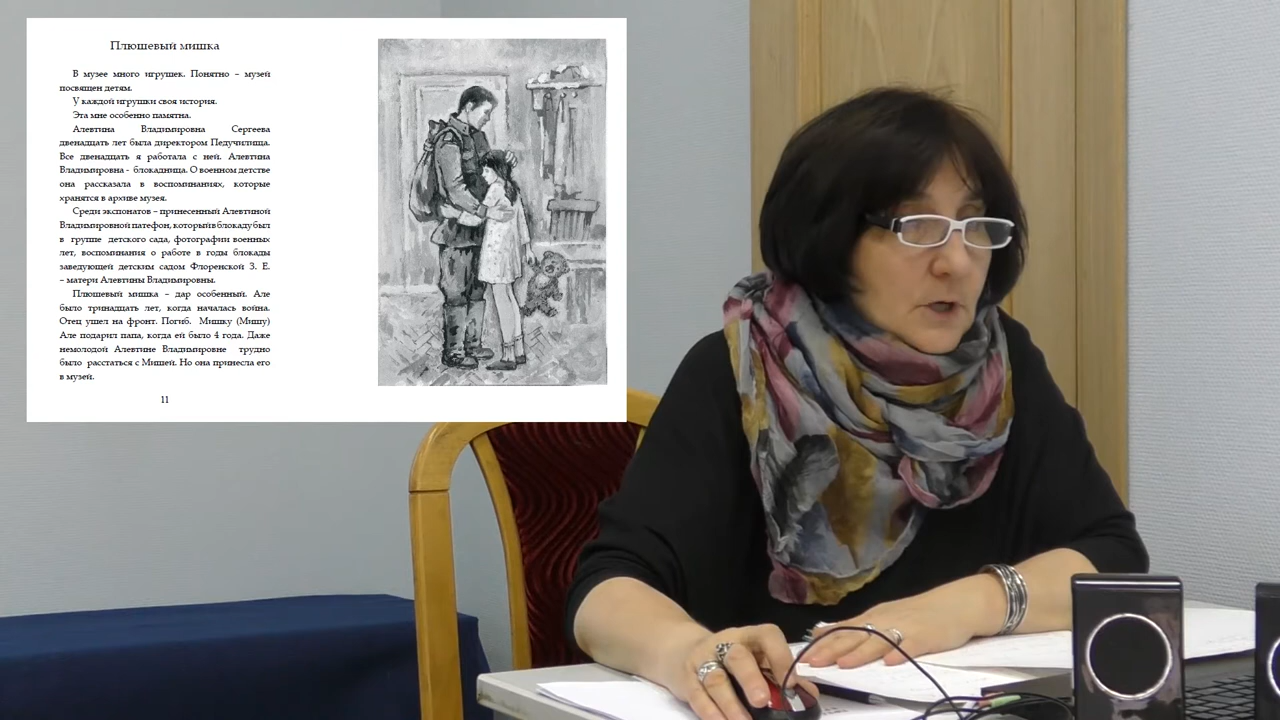 Плюшевый мишка
В музее много игрушек. Понятно – музей
посвящен детям.
У каждой игрушки своя история.
Эта мне особенно памятна.
Алевтина Владимировна Сергеева
двенадцать лет была директором Педучилища.
Все двенадцать я работала с ней. Алевтина
Владимировна - блокадница. О военном детстве
она рассказала в воспоминаниях, которые
хранятся в архиве музея.
Среди экспонатов – принесенный Алевтиной
Владимировной патефон, который в блокаду был
в группе детского сада, фотографии военных
лет, воспоминания о работе в годы блокады
заведующей детским садом Флоренской З. Е.
– матери Алевтины Владимировны.
Плюшевый мишка – дар особенный. Але
было тринадцать лет, когда началась война.
Отец ушел на фронт. Погиб. Мишку (Мишу)
Але подарил папа, когда ей было 4 года. Даже
немолодой Алевтине Владимировне трудно
было расстаться с Мишей. Но она принесла его
в музей.
11